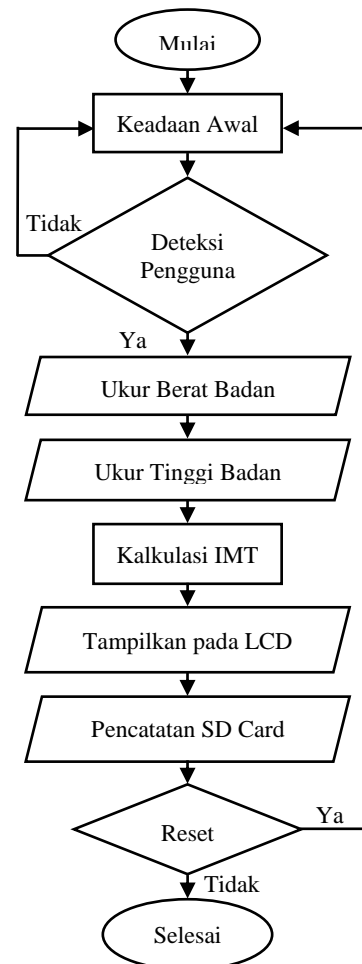 Mulai
Keadaan Awal
Tidak
Deteksi
Pengguna
Ya
Ukur Berat Badan
Ukur Tinggi Badan
Kalkulasi IMT
Tampilkan pada LCD
Pencatatan SD Card
Reset
Ya
Tidak
Selesai